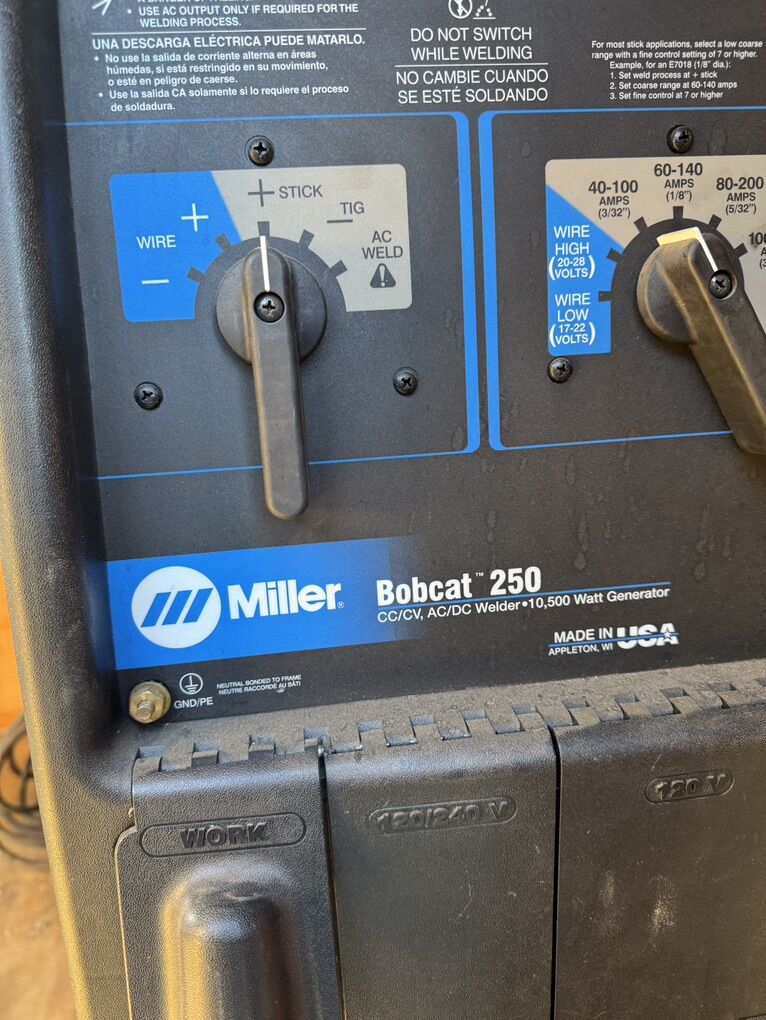 • USE AC OUTPUT ONLY IF REQUIRED FOR THE
WELDING PROCESS.
UNA DESCARGA ELÉCTRICA PUEDE MATARLO.
• No use la salida de corriente alterna en áreas
húmedas, si está restringido en su movimiento,
o esté en peligro de caerse.
• Use la salida CA solamente si lo requiere el proceso
de soldadura.
DO NOT SWITCH
WHILE WELDING
NO CAMBIE CUANDO
SE ESTÉ SOLDANDO
For most stick applications, select a low coarse
range with a fine control setting of 7 or higher.
Example, for an E7018 (1/8" dia.):
1. Set weld process at + stick
2. Set coarse range at 60-140 amps
3. Set fine control at 7 or higher
WIRE
+
−
+ STICK
− TIG
AC
WELD
40-100
AMPS
(3/32")
60-140
AMPS
(1/8")
80-200
AMPS
(5/32")
WIRE
HIGH
(20-28
VOLTS)
WIRE
LOW
(17-22
VOLTS)
Miller®
Bobcat™ 250
CC/CV, AC/DC Welder•10,500 Watt Generator
MADE IN USA
APPLETON, WI
GND/PE
NEUTRAL BONDED TO FRAME
NEUTRE RACCORDÉ AU BÂTI
WORK
120/240 V
120 V